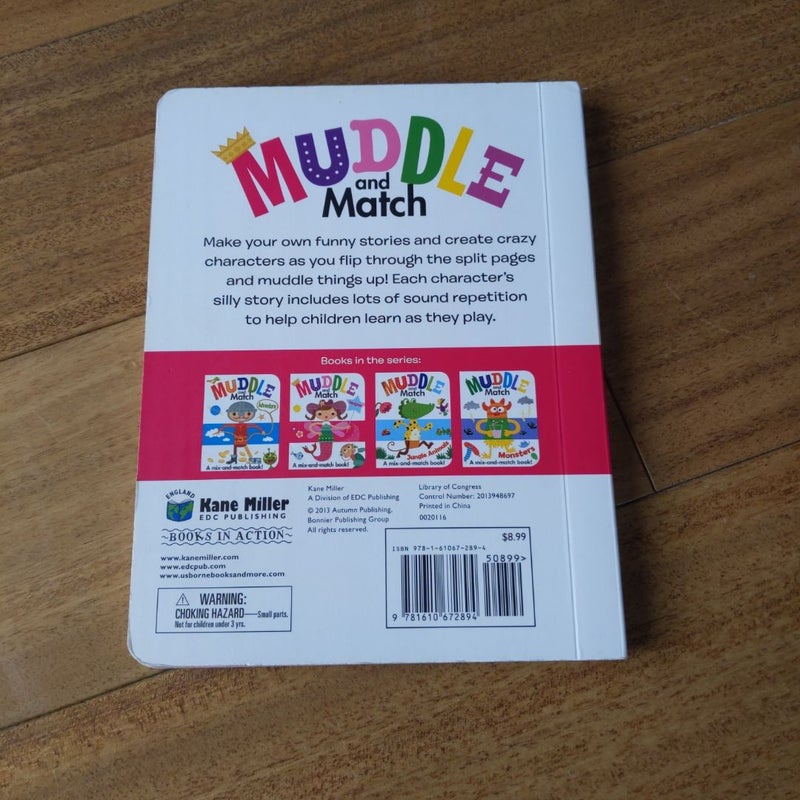 MUDDLE
and
Match
Make your own funny stories and create crazy
characters as you flip through the split pages
and muddle things up! Each character's
silly story includes lots of sound repetition
to help children learn as they play.
Books in the series:
MUDDLE
and
Match
Adventure
A mix-and-match book!
MUDDLE
and
Match
A mix-and-match book!
MUDDLE
and
Match
Jungle Animals
A mix-and-match book!
MUDDLE
and
Match
Monsters
A mix-and-match book!
ENGLAND
Kane Miller
EDC PUBLISHING
~BOOKS IN ACTION~
www.kanemiller.com
www.edcpub.com
www.usbornebooksandmore.com
WARNING:
CHOKING HAZARD—Small parts.
Not for children under 3 yrs.
Kane Miller
A Division of EDC Publishing
© 2013 Autumn Publishing,
Bonnier Publishing Group
All rights reserved.
Library of Congress
Control Number: 2013948697
Printed in China
0020116
$8.99
ISBN 978-1-61067-289-4
50899>
9 781610 672894